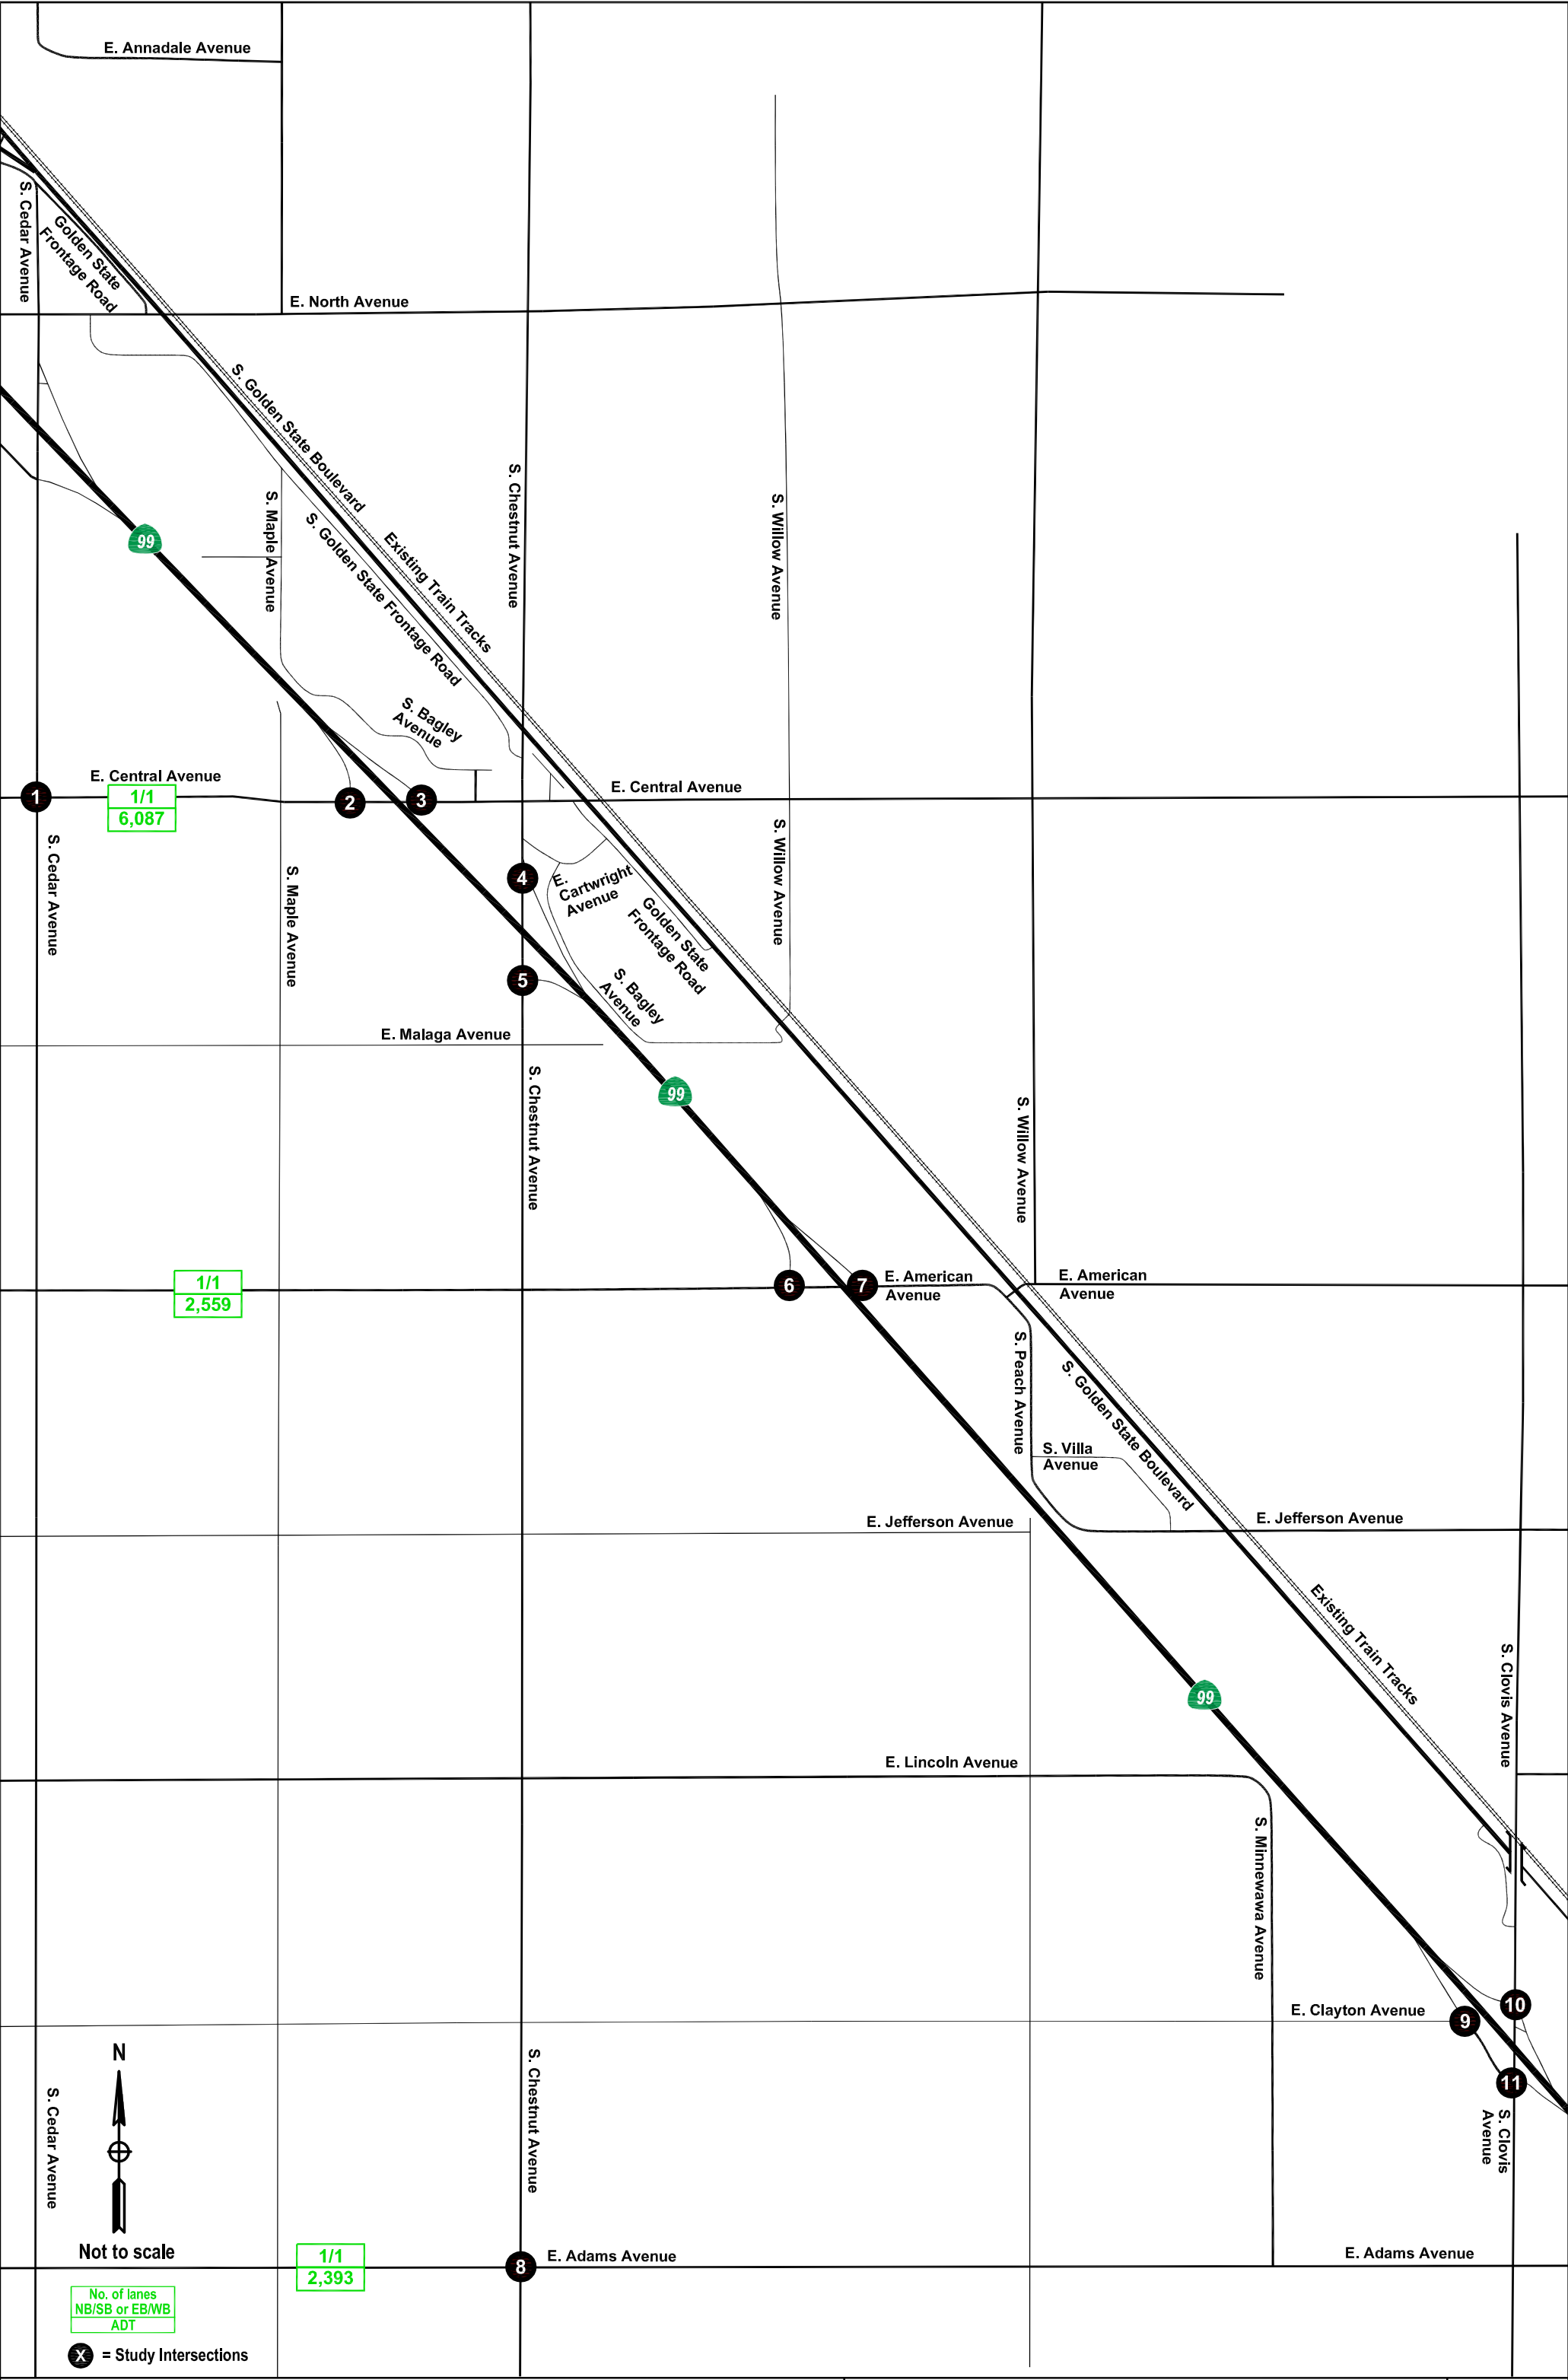 E. Annadale Avenue
S. Cedar Avenue
Golden State
Frontage Road
E. North Avenue
S. Golden State Boulevard
S. Chestnut Avenue
S. Maple Avenue
S. Willow Avenue
99
S. Golden State Frontage Road
Existing Train Tracks
S. Bagley
Avenue
E. Central Avenue
1
1/1
6,087
2
3
E. Central Avenue
S. Cedar Avenue
S. Maple Avenue
S. Willow Avenue
4
E.
Cartwright
Avenue
Golden State
Frontage Road
5
S. Bagley
Avenue
E. Malaga Avenue
S. Chestnut Avenue
99
S. Willow Avenue
1/1
2,559
6
7
E. American
Avenue
E. American
Avenue
S. Peach Avenue
S. Golden State Boulevard
S. Villa
Avenue
E. Jefferson Avenue
E. Jefferson Avenue
Existing Train Tracks
S. Clovis Avenue
99
E. Lincoln Avenue
S. Minnewawa Avenue
E. Clayton Avenue
9
10
11
S. Clovis
Avenue
N
S. Cedar Avenue
S. Chestnut Avenue
Not to scale
1/1
2,393
8
E. Adams Avenue
E. Adams Avenue
No. of lanes
NB/SB or EB/WB
ADT
X = Study Intersections